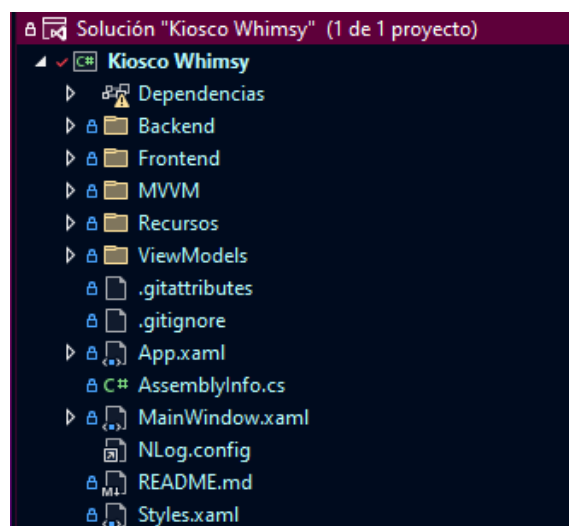 Solución "Kiosco Whimsy" (1 de 1 proyecto)
C# Kiosco Whimsy
Dependencias
Backend
Frontend
MVVM
Recursos
ViewModels
.gitattributes
.gitignore
App.xaml
C# AssemblyInfo.cs
MainWindow.xaml
NLog.config
M↓ README.md
Styles.xaml